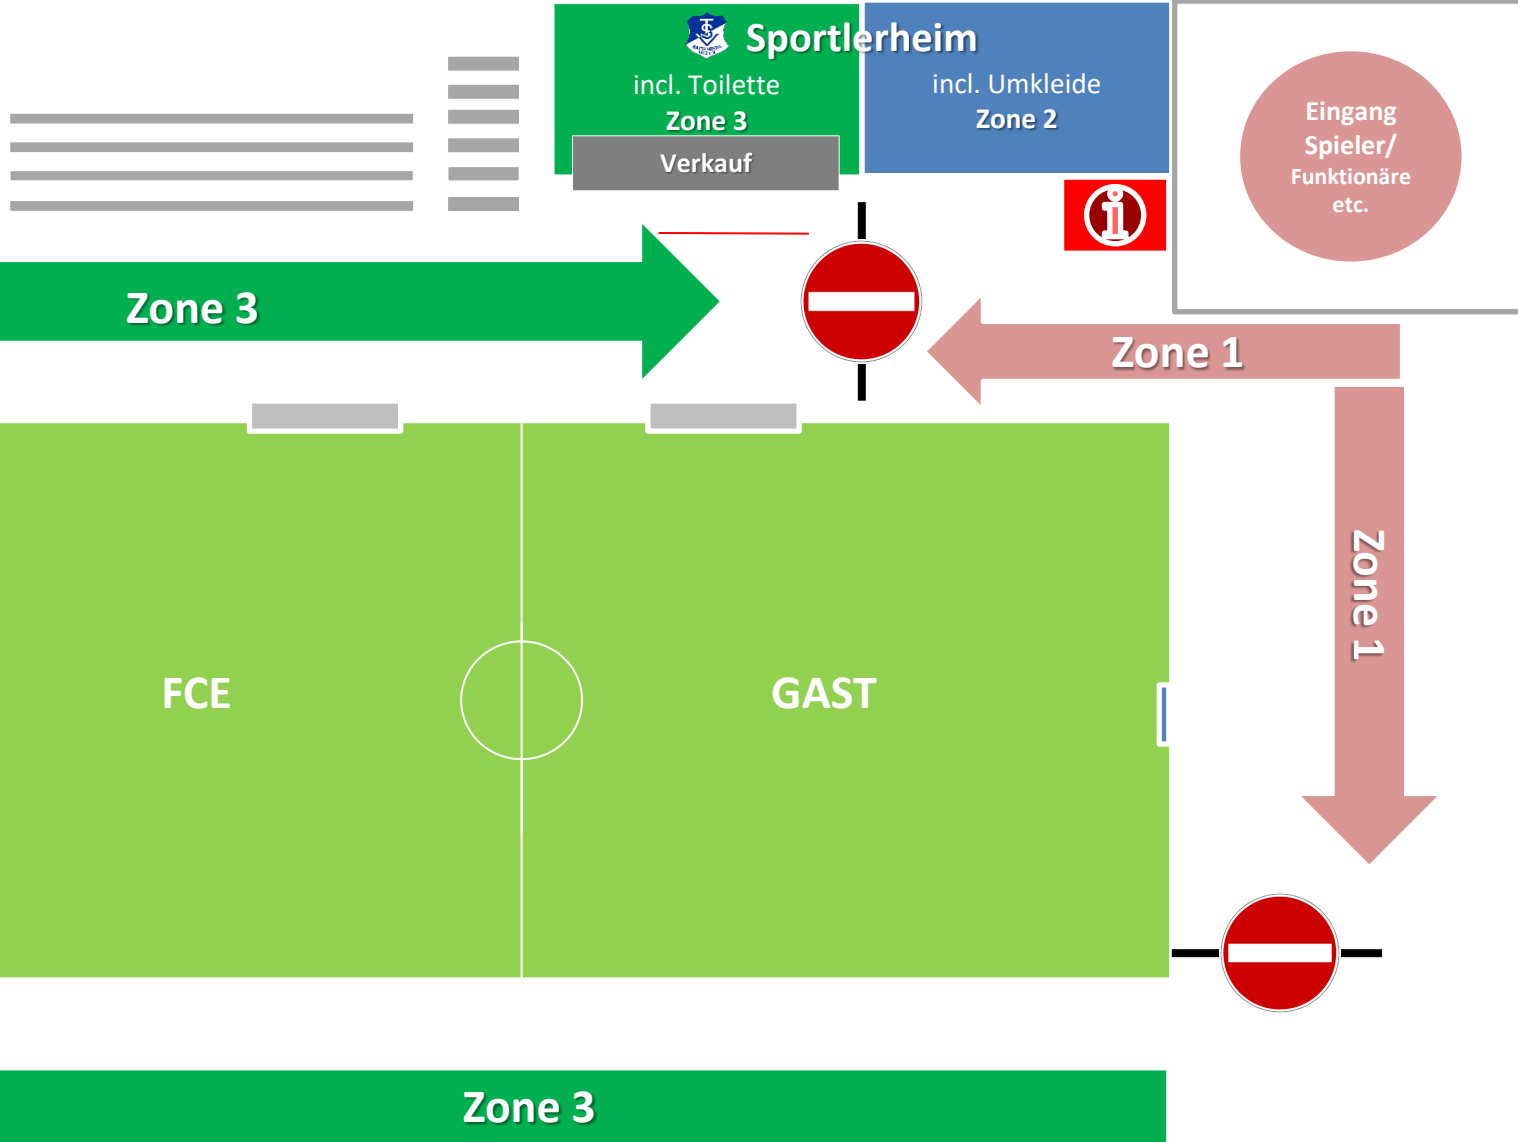 Sportlerheim
incl. Toilette
Zone 3
Verkauf
incl. Umkleide
Zone 2
Eingang
Spieler/
Funktionäre
etc.
i
Zone 3
Zone 1
Zone 1
FCE
GAST
Zone 3